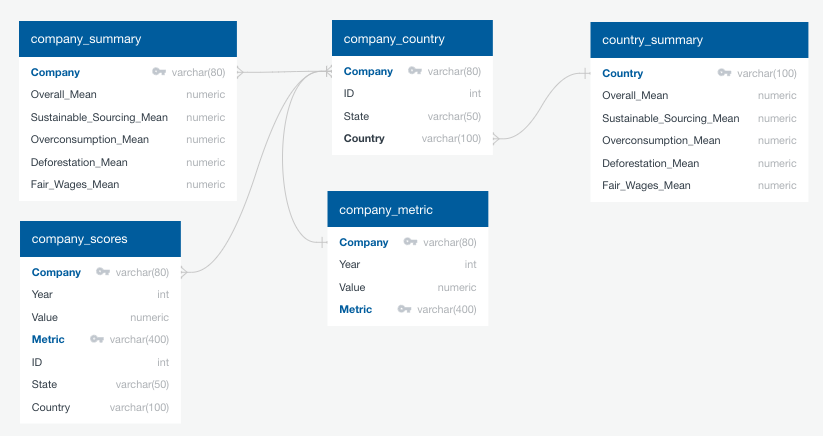 company_summary
Company varchar(80)
Overall_Mean numeric
Sustainable_Sourcing_Mean numeric
Overconsumption_Mean numeric
Deforestation_Mean numeric
Fair_Wages_Mean numeric
company_country
Company varchar(80)
ID int
State varchar(50)
Country varchar(100)
country_summary
Country varchar(100)
Overall_Mean numeric
Sustainable_Sourcing_Mean numeric
Overconsumption_Mean numeric
Deforestation_Mean numeric
Fair_Wages_Mean numeric
company_scores
Company varchar(80)
Year int
Value numeric
Metric varchar(400)
ID int
State varchar(50)
Country varchar(100)
company_metric
Company varchar(80)
Year int
Value numeric
Metric varchar(400)